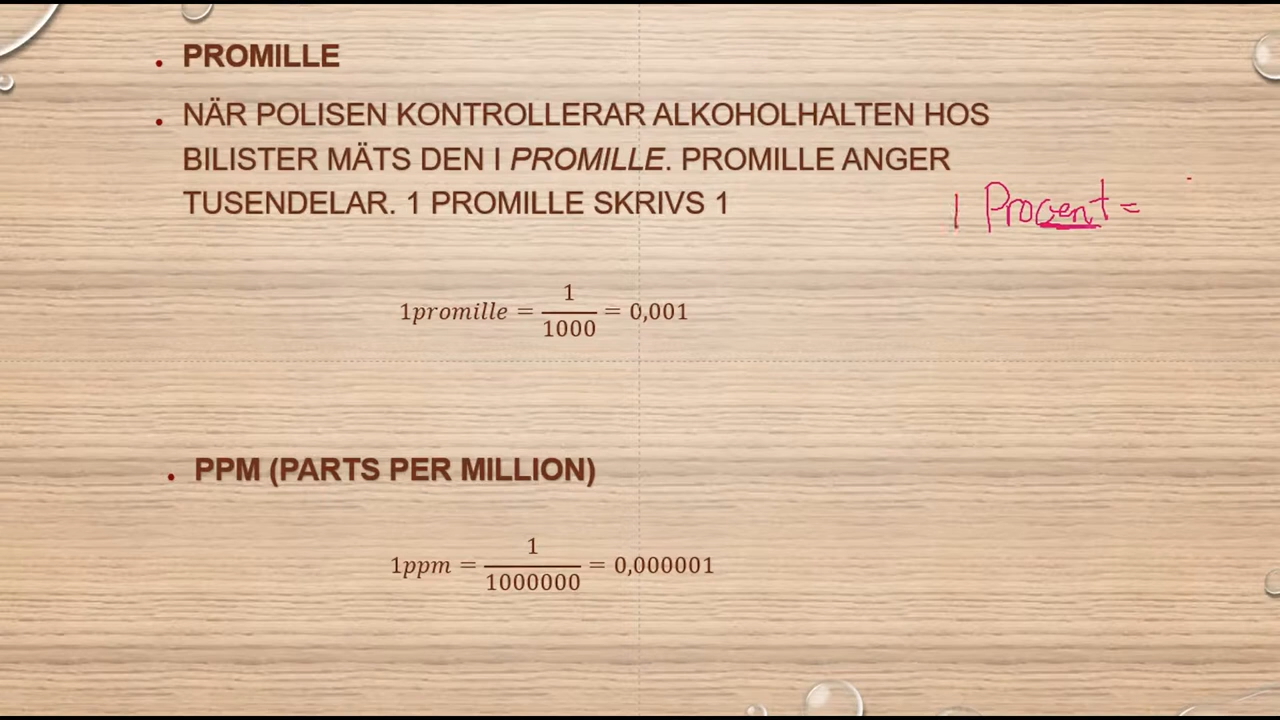 . PROMILLE
. NÄR POLISEN KONTROLLERAR ALKOHOLHALTEN HOS
BILISTER MÄTS DEN I PROMILLE. PROMILLE ANGER
TUSENDELAR. 1 PROMILLE SKRIVS 1
1 Procent =
1promille = 1/1000 = 0,001
. PPM (PARTS PER MILLION)
1ppm = 1/1000000 = 0,000001